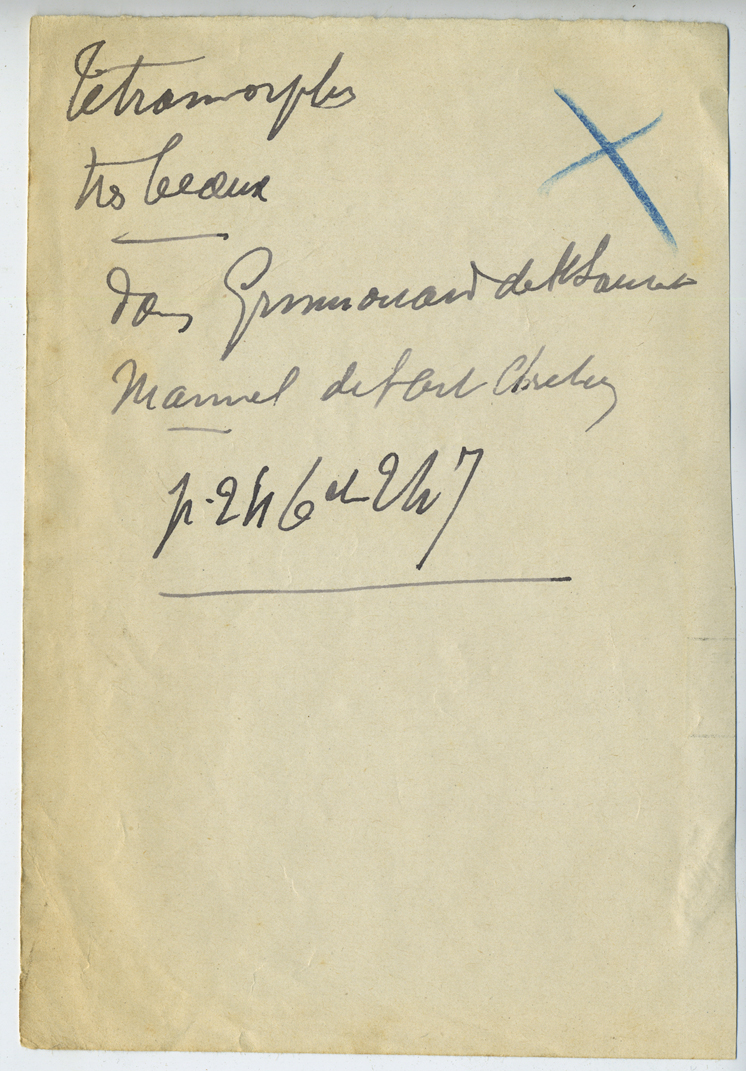 Tétramorphes
très beaux
dans Grimouard de St Laurent
Manuel de l'art Chrétien
p. 246 et 247